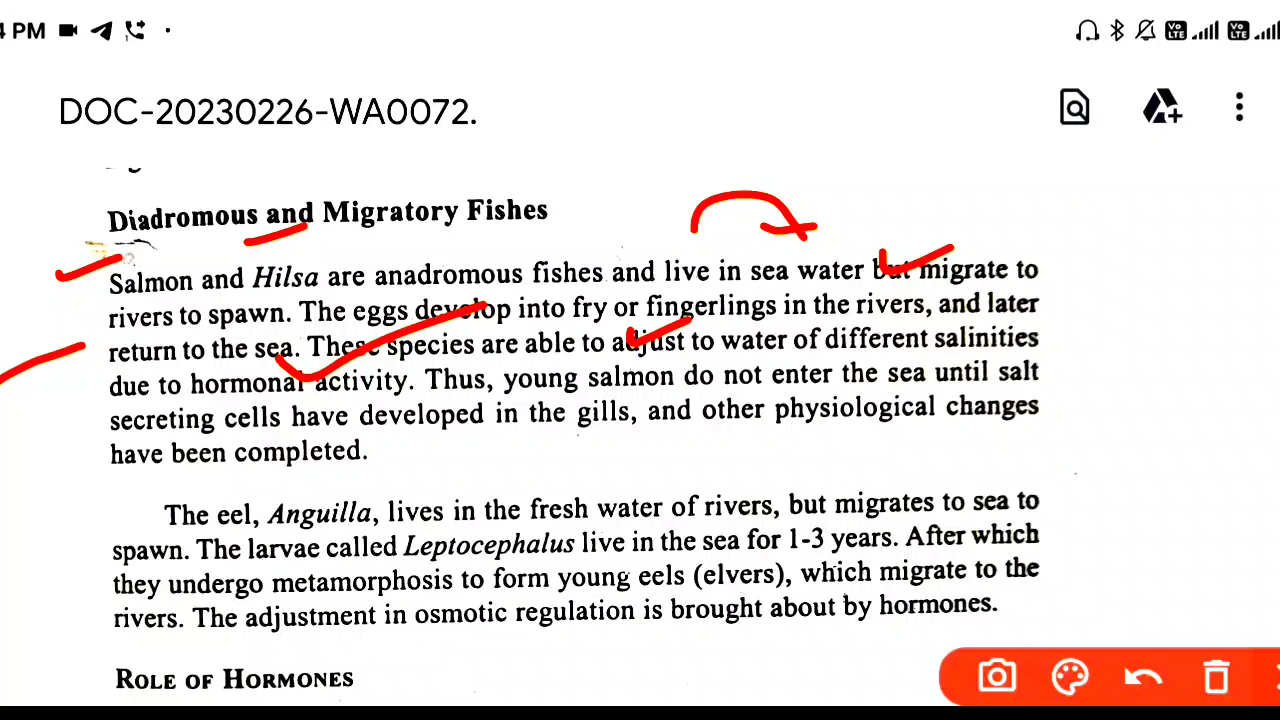 4 PM
DOC-20230226-WA0072.
Diadromous and Migratory Fishes
Salmon and Hilsa are anadromous fishes and live in sea water but migrate to
rivers to spawn. The eggs develop into fry or fingerlings in the rivers, and later
return to the sea. These species are able to adjust to water of different salinities
due to hormonal activity. Thus, young salmon do not enter the sea until salt
secreting cells have developed in the gills, and other physiological changes
have been completed.
The eel, Anguilla, lives in the fresh water of rivers, but migrates to sea to
spawn. The larvae called Leptocephalus live in the sea for 1-3 years. After which
they undergo metamorphosis to form young eels (elvers), which migrate to the
rivers. The adjustment in osmotic regulation is brought about by hormones.
ROLE OF HORMONES